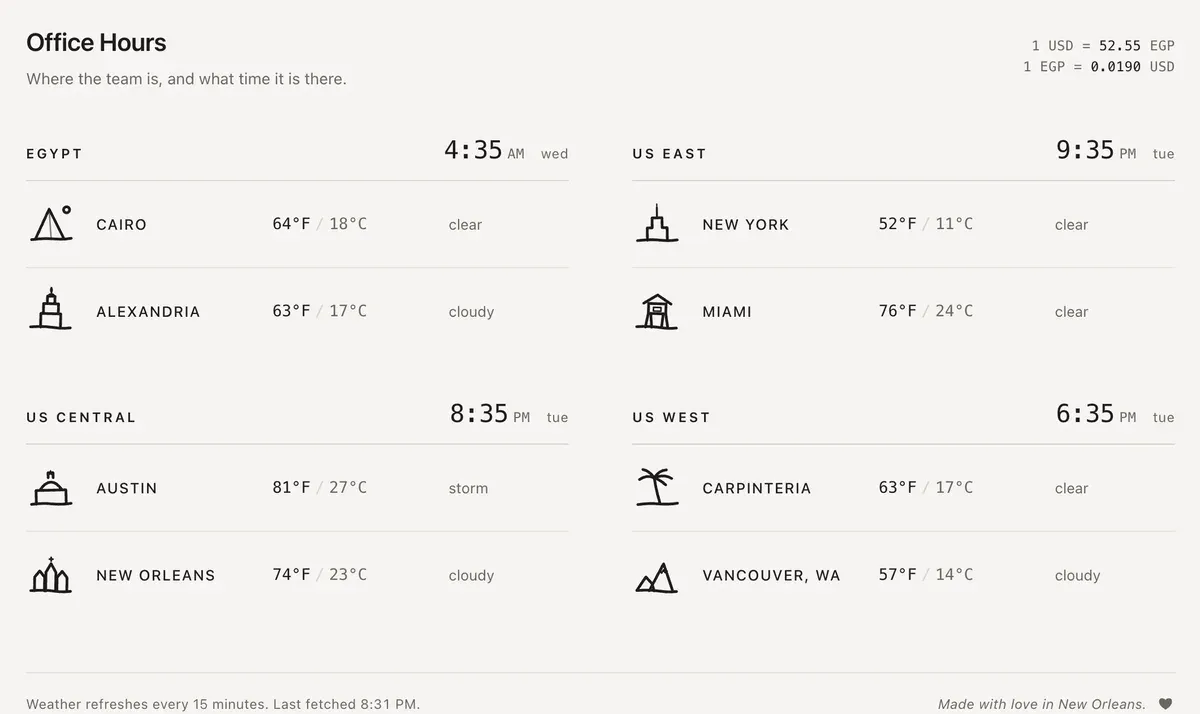 Office Hours
Where the team is, and what time it is there.
1 USD = 52.55 EGP
1 EGP = 0.0190 USD
EGYPT 4:35 AM wed
CAIRO 64°F / 18°C clear
ALEXANDRIA 63°F / 17°C cloudy
US EAST 9:35 PM tue
NEW YORK 52°F / 11°C clear
MIAMI 76°F / 24°C clear
US CENTRAL 8:35 PM tue
AUSTIN 81°F / 27°C storm
NEW ORLEANS 74°F / 23°C cloudy
US WEST 6:35 PM tue
CARPINTERIA 63°F / 17°C clear
VANCOUVER, WA 57°F / 14°C cloudy
Weather refreshes every 15 minutes. Last fetched 8:31 PM.
Made with love in New Orleans.